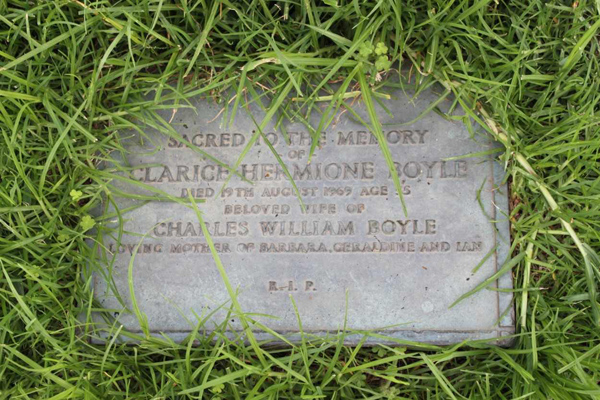 SACRED TO THE MEMORY
OF
CLARICE HERMIONE BOYLE
DIED 19TH AUGUST 1969 AGED
BELOVED WIFE OF
CHARLES WILLIAM BOYLE
LOVING MOTHER OF BARBARA, GERALDINE AND IAN
R.I.P.